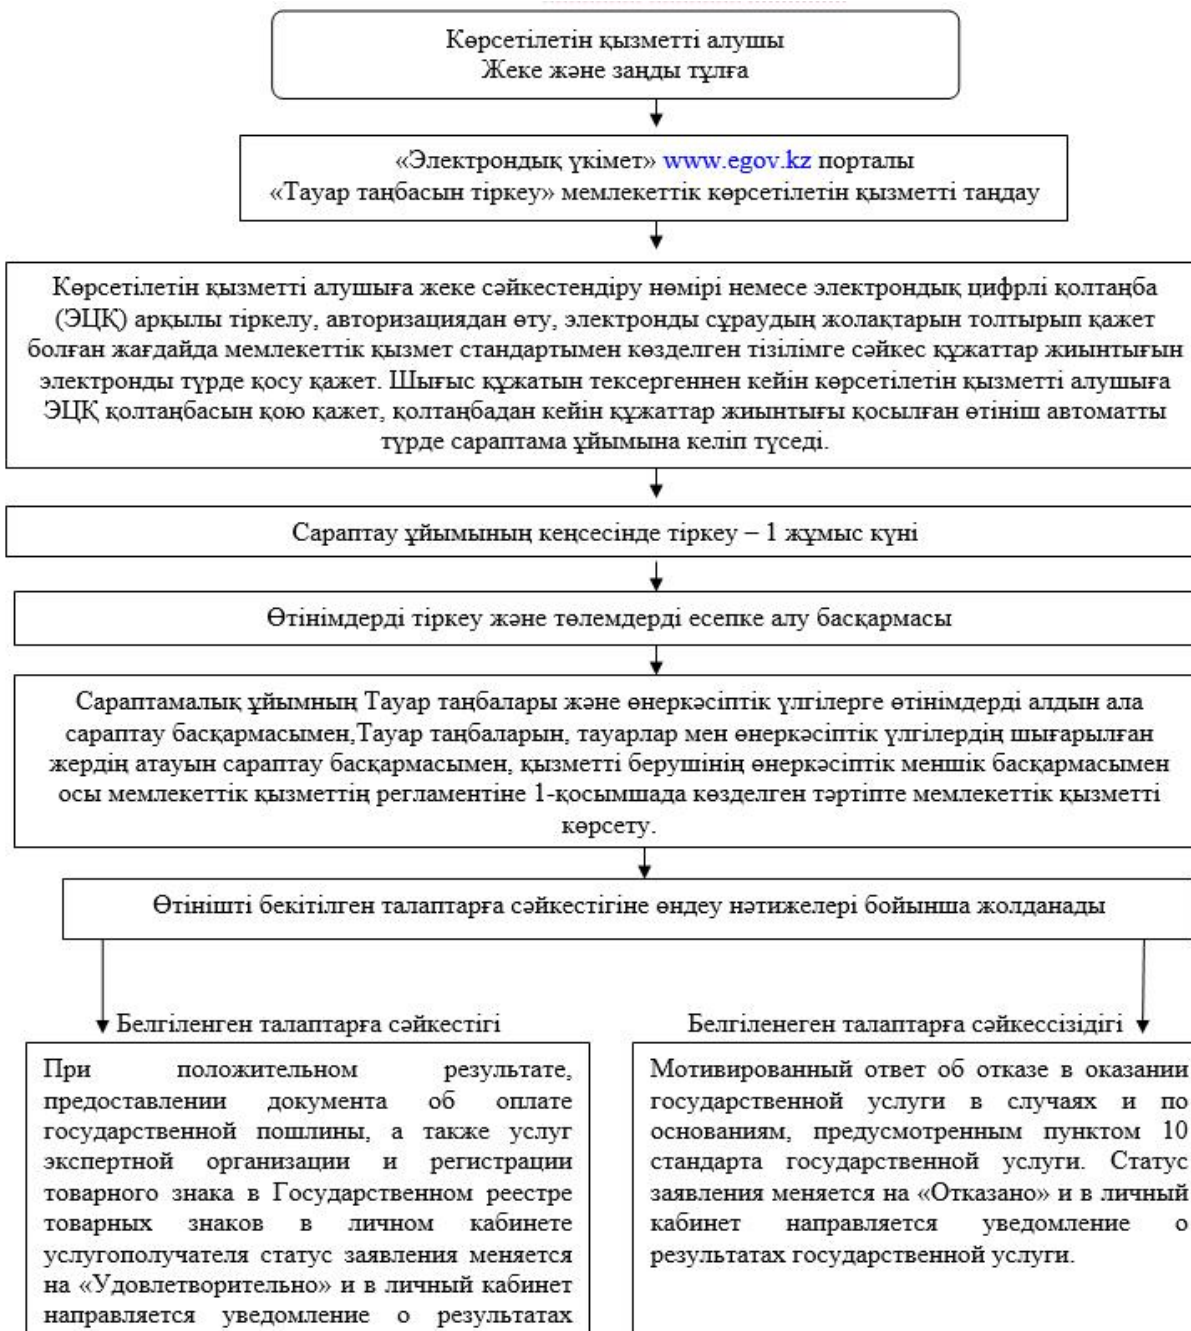 Көрсетілетін қызметті алушы
Жеке және заңды тұлға
«Электрондық үкімет» www.egov.kz порталы
«Тауар таңбасын тіркеу» мемлекеттік көрсетілетін қызметті таңдау
Көрсетілетін қызметті алушыға жеке сәйкестендіру нөмірі немесе электрондық цифрлі қолтаңба
(ЭЦҚ) арқылы тіркелу, авторизациядан өту, электронды сұраудың жолақтарын толтырып қажет
болған жағдайда мемлекеттік қызмет стандартымен көзделген тізілімге сәйкес құжаттар жиынтығын
электронды түрде қосу қажет. Шығыс құжатын тексергеннен кейін көрсетілетін қызметті алушыға
ЭЦҚ қолтаңбасын қою қажет, қолтаңбадан кейін құжаттар жиынтығы қосылған өтініш автоматты
түрде сараптама ұйымына келіп түседі.
Сараптау ұйымының кеңсесінде тіркеу – 1 жұмыс күні
Өтінімдерді тіркеу және төлемдерді есепке алу басқармасы
Сараптамалық ұйымның Тауар таңбалары және өнеркәсіптік үлгілерге өтінімдерді алдын ала
сараптау басқармасымен,Тауар таңбаларын, тауарлар мен өнеркәсіптік үлгілердің шығарылған
жердің атауын сараптау басқармасымен, қызметті берушінің өнеркәсіптік меншік басқармасымен
осы мемлекеттік қызметтің регламентіне 1-қосымшада көзделген тәртіпте мемлекеттік қызметті
көрсету.
Өтінішті бекітілген талаптарға сәйкестігіне өңдеу нәтижелері бойынша жолданады
Белгіленген талаптарға сәйкестігі
При положительном результате,
предоставлении документа об оплате
государственной пошлины, а также услуг
экспертной организации и регистрации
товарного знака в Государственном реестре
товарных знаков в личном кабинете
услугополучателя статус заявления меняется
на «Удовлетворительно» и в личный кабинет
направляется уведомление о результатах
Белгіленеген талаптарға сәйкессізідігі
Мотивированный ответ об отказе в оказании
государственной услуги в случаях и по
основаниям, предусмотренным пунктом 10
стандарта государственной услуги. Статус
заявления меняется на «Отказано» и в личный
кабинет направляется уведомление о
результатах государственной услуги.